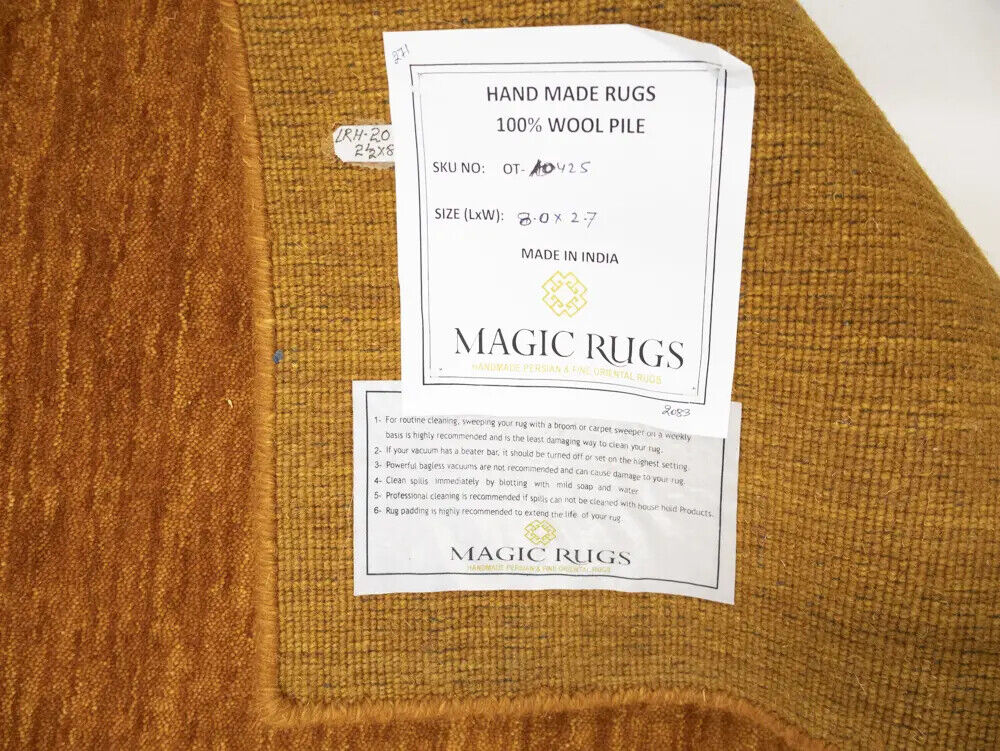 271
HAND MADE RUGS
100% WOOL PILE
LRH-20
2½X8
SKU NO: OT-10425
SIZE (LxW): 8.0 x 2.7
MADE IN INDIA
MAGIC RUGS
HANDMADE PERSIAN & FINE ORIENTAL RUGS
2083
1- For routine cleaning, sweeping your rug with a broom or carpet sweeper on a weekly
basis is highly recommended and is the least damaging way to clean your rug.
2- If your vacuum has a beater bar, it should be turned off or set on the highest setting.
3- Powerful bagless vacuums are not recommended and can cause damage to your rug.
4- Clean spills immediately by blotting with mild soap and water
5- Professional cleaning is recommended if spills can not be cleaned with house hold Products.
6- Rug padding is highly recommended to extend the life of your rug
MAGIC RUGS
HANDMADE PERSIAN & FINE ORIENTAL RUGS